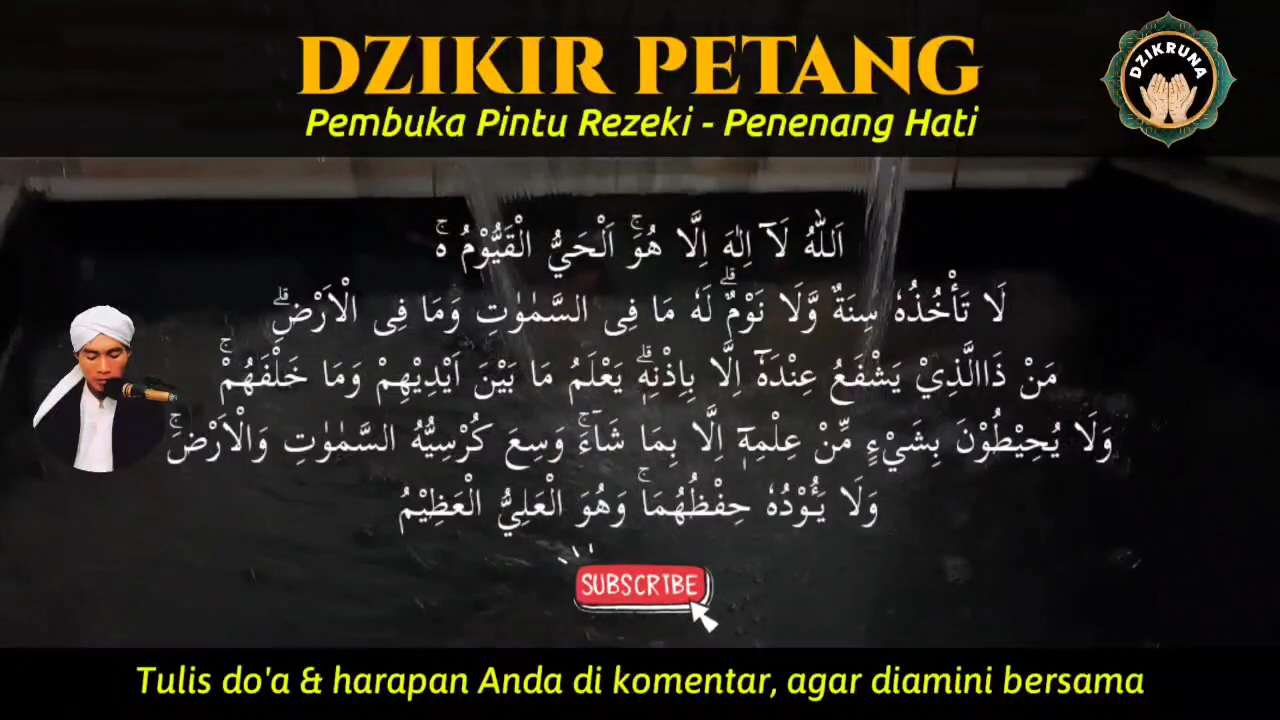 DZIKIR PETANG
Pembuka Pintu Rezeki - Penenang Hati
DZIKRUNA
اَللّٰهُ لَآ اِلٰهَ اِلَّا هُوَۚ اَلْحَيُّ الْقَيُّوْمُ ەۚ
لَا تَأْخُذُهٗ سِنَةٌ وَّلَا نَوْمٌۗ لَهٗ مَا فِى السَّمٰوٰتِ وَمَا فِى الْاَرْضِۗ
مَنْ ذَاالَّذِيْ يَشْفَعُ عِنْدَهٗٓ اِلَّا بِاِذْنِهٖۗ يَعْلَمُ مَا بَيْنَ اَيْدِيْهِمْ وَمَا خَلْفَهُمْۚ
وَلَا يُحِيْطُوْنَ بِشَيْءٍ مِّنْ عِلْمِهٖٓ اِلَّا بِمَا شَاۤءَۚ وَسِعَ كُرْسِيُّهُ السَّمٰوٰتِ وَالْاَرْضَۚ
وَلَا يَـُٔوْدُهٗ حِفْظُهُمَاۚ وَهُوَ الْعَلِيُّ الْعَظِيْمُ
SUBSCRIBE
Tulis do'a & harapan Anda di komentar, agar diamini bersama